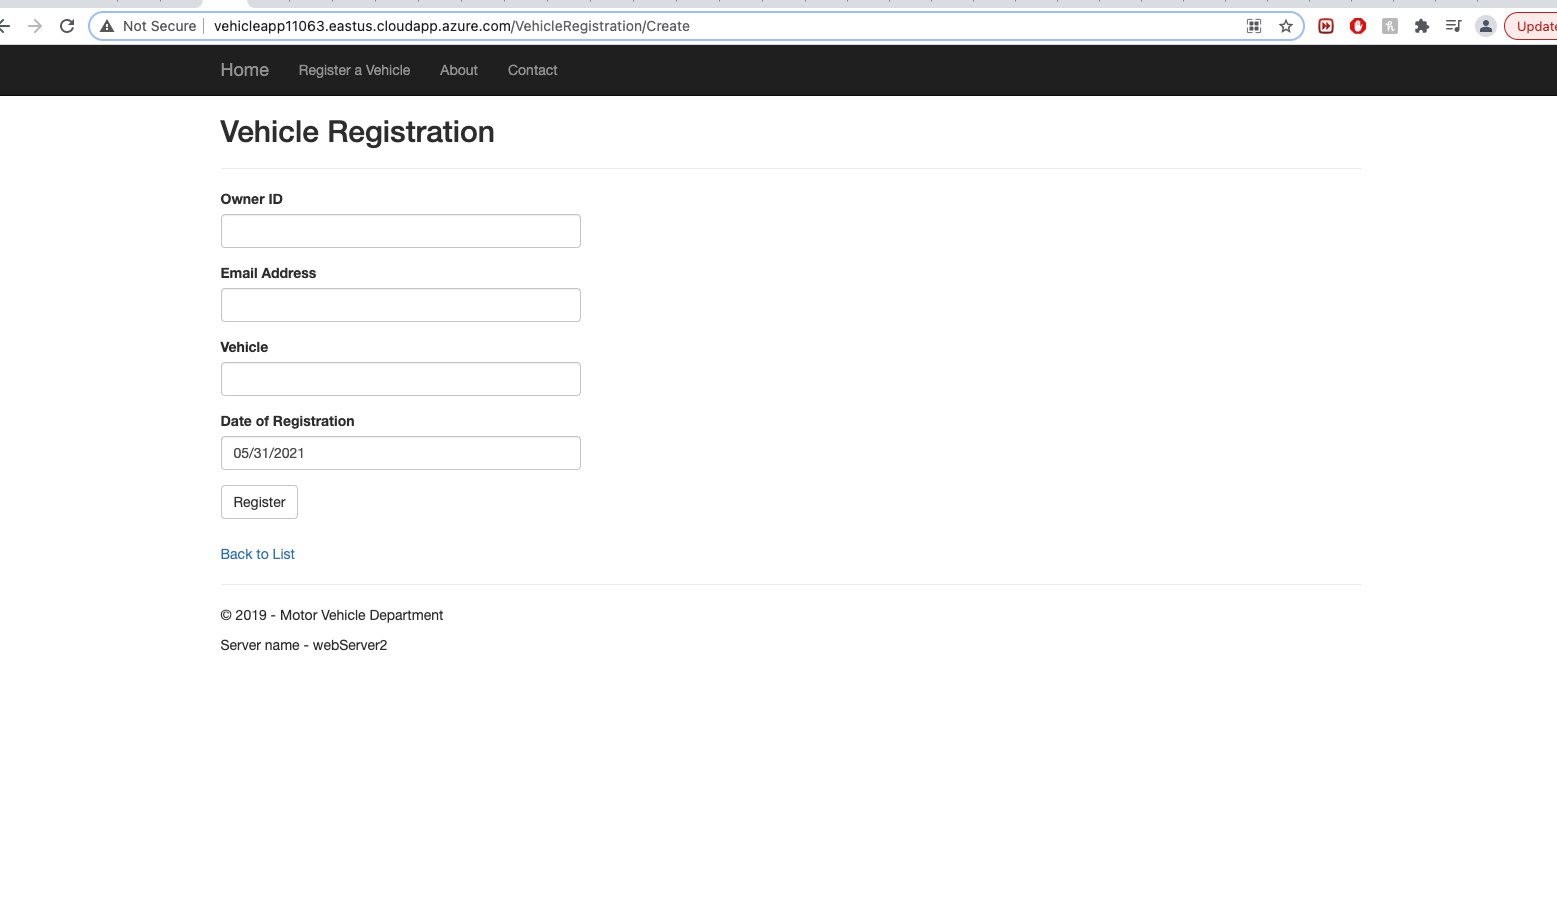 Not Secure vehicleapp11063.eastus.cloudapp.azure.com/VehicleRegistration/Create
Home Register a Vehicle About Contact
Vehicle Registration
Owner ID
Email Address
Vehicle
Date of Registration
05/31/2021
Register
Back to List
© 2019 - Motor Vehicle Department
Server name - webServer2